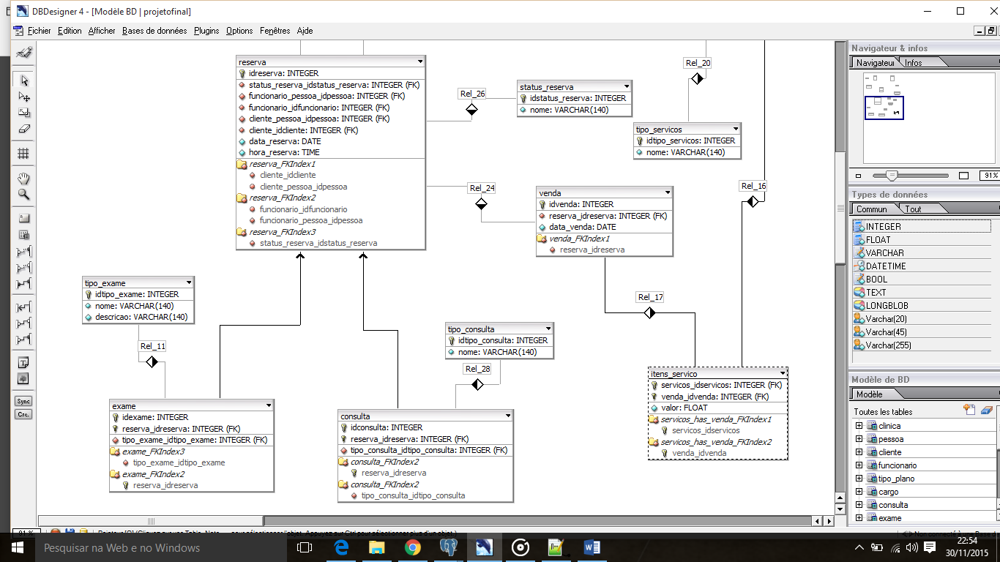 DBDesigner 4 - [Modèle BD | projetofinal]
Fichier Edition Afficher Bases de données Plugins Options Fenêtres Aide
reserva
idreserva: INTEGER
status_reserva_idstatus_reserva: INTEGER (FK)
funcionario_pessoa_idpessoa: INTEGER (FK)
funcionario_idfuncionario: INTEGER (FK)
cliente_pessoa_idpessoa: INTEGER (FK)
cliente_idcliente: INTEGER (FK)
data_reserva: DATE
hora_reserva: TIME
reserva_FKIndex1
cliente_idcliente
cliente_pessoa_idpessoa
reserva_FKIndex2
funcionario_idfuncionario
funcionario_pessoa_idpessoa
reserva_FKIndex3
status_reserva_idstatus_reserva
Rel_26
status_reserva
idstatus_reserva: INTEGER
nome: VARCHAR(140)
Rel_20
tipo_servicos
idtipo_servicos: INTEGER
nome: VARCHAR(140)
Rel_24
venda
idvenda: INTEGER
reserva_idreserva: INTEGER (FK)
data_venda: DATE
venda_FKIndex1
reserva_idreserva
Rel_16
tipo_exame
idtipo_exame: INTEGER
nome: VARCHAR(140)
descricao: VARCHAR(140)
Rel_11
Rel_17
tipo_consulta
idtipo_consulta: INTEGER
nome: VARCHAR(140)
Rel_28
exame
idexame: INTEGER
reserva_idreserva: INTEGER (FK)
tipo_exame_idtipo_exame: INTEGER (FK)
exame_FKIndex3
tipo_exame_idtipo_exame
exame_FKIndex2
reserva_idreserva
consulta
idconsulta: INTEGER
reserva_idreserva: INTEGER (FK)
tipo_consulta_idtipo_consulta: INTEGER (FK)
consulta_FKIndex2
reserva_idreserva
consulta_FKIndex2
tipo_consulta_idtipo_consulta
itens_servico
servicos_idservicos: INTEGER (FK)
venda_idvenda: INTEGER (FK)
valor: FLOAT
servicos_has_venda_FKIndex1
servicos_idservicos
servicos_has_venda_FKIndex2
venda_idvenda
Sync
Cnc.
Navigateur & infos
Navigateur Infos
91%
Types de données
Commun Tout
INTEGER
FLOAT
VARCHAR
DATETIME
BOOL
TEXT
LONGBLOB
Varchar(20)
Varchar(45)
Varchar(255)
Modèle de BD
Modèle
Toutes les tables
clinica
pessoa
cliente
funcionario
tipo_plano
cargo
consulta
exame
91 %
Pesquisar na Web e no Windows
22:54
30/11/2015